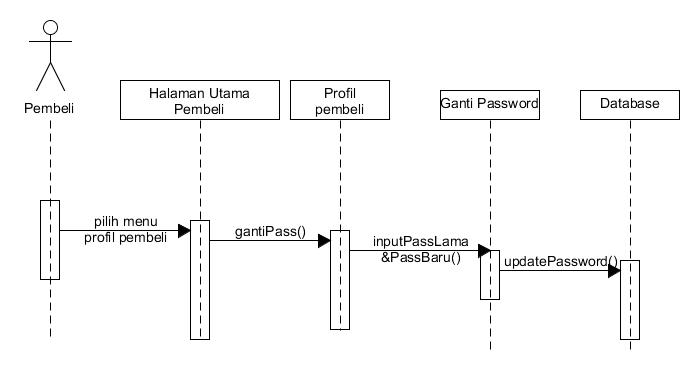 Pembeli
Halaman Utama
Pembeli
Profil
pembeli
Ganti Password
Database
pilih menu
profil pembeli
gantiPass()
inputPassLama
&PassBaru()
updatePassword()